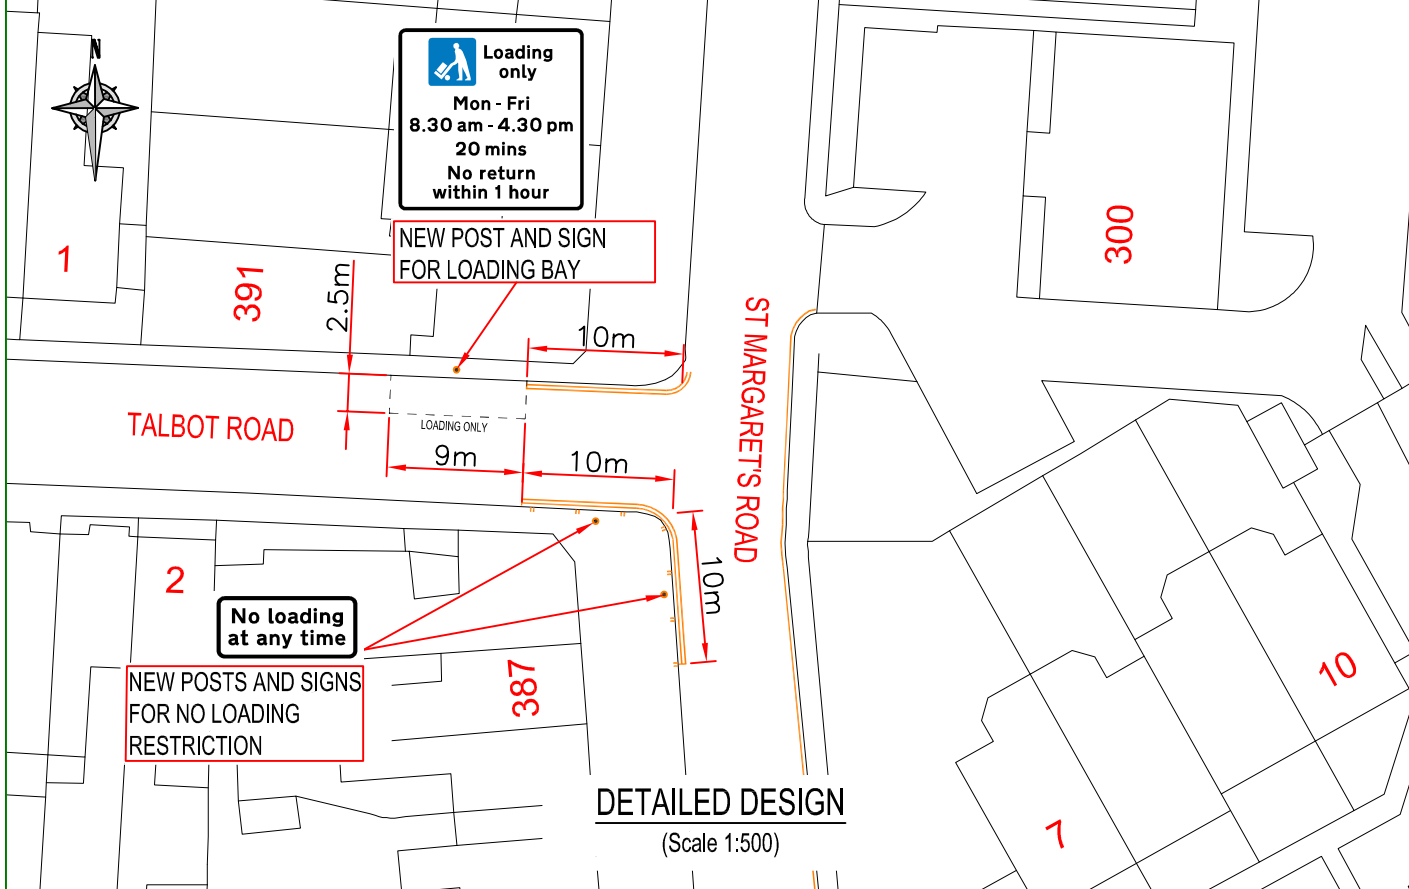 N
Loading
only
Mon - Fri
8.30 am - 4.30 pm
20 mins
No return
within 1 hour
NEW POST AND SIGN
FOR LOADING BAY
1
391
300
2.5m
10m
ST MARGARET'S ROAD
TALBOT ROAD
LOADING ONLY
9m
10m
10m
2
No loading
at any time
NEW POSTS AND SIGNS
FOR NO LOADING
RESTRICTION
387
10
7
DETAILED DESIGN
(Scale 1:500)